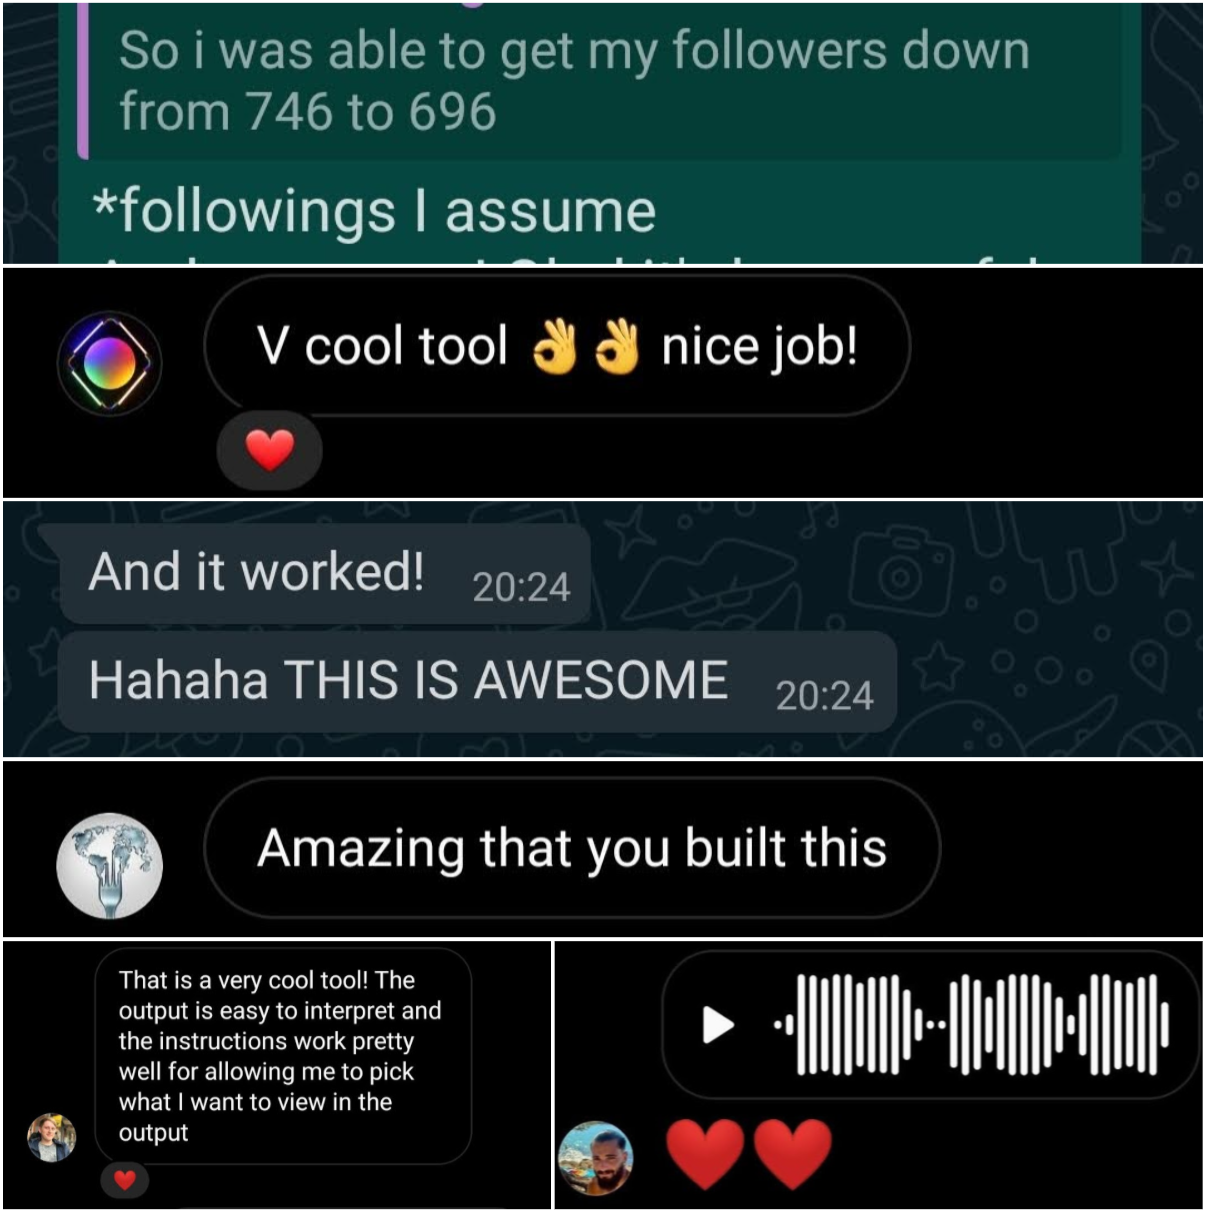 So i was able to get my followers down
from 746 to 696
*followings I assume
V cool tool 👌👌 nice job!
And it worked! 20:24
Hahaha THIS IS AWESOME 20:24
Amazing that you built this
That is a very cool tool! The
output is easy to interpret and
the instructions work pretty
well for allowing me to pick
what I want to view in the
output